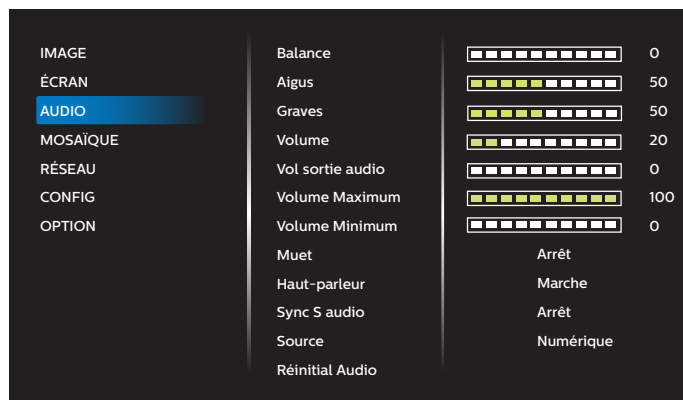 IMAGE
ÉCRAN
AUDIO
MOSAÏQUE
RÉSEAU
CONFIG
OPTION
Balance 0
Aigus 50
Graves 50
Volume 20
Vol sortie audio 0
Volume Maximum 100
Volume Minimum 0
Muet Arrêt
Haut-parleur Marche
Sync S audio Arrêt
Source Numérique
Réinitial Audio